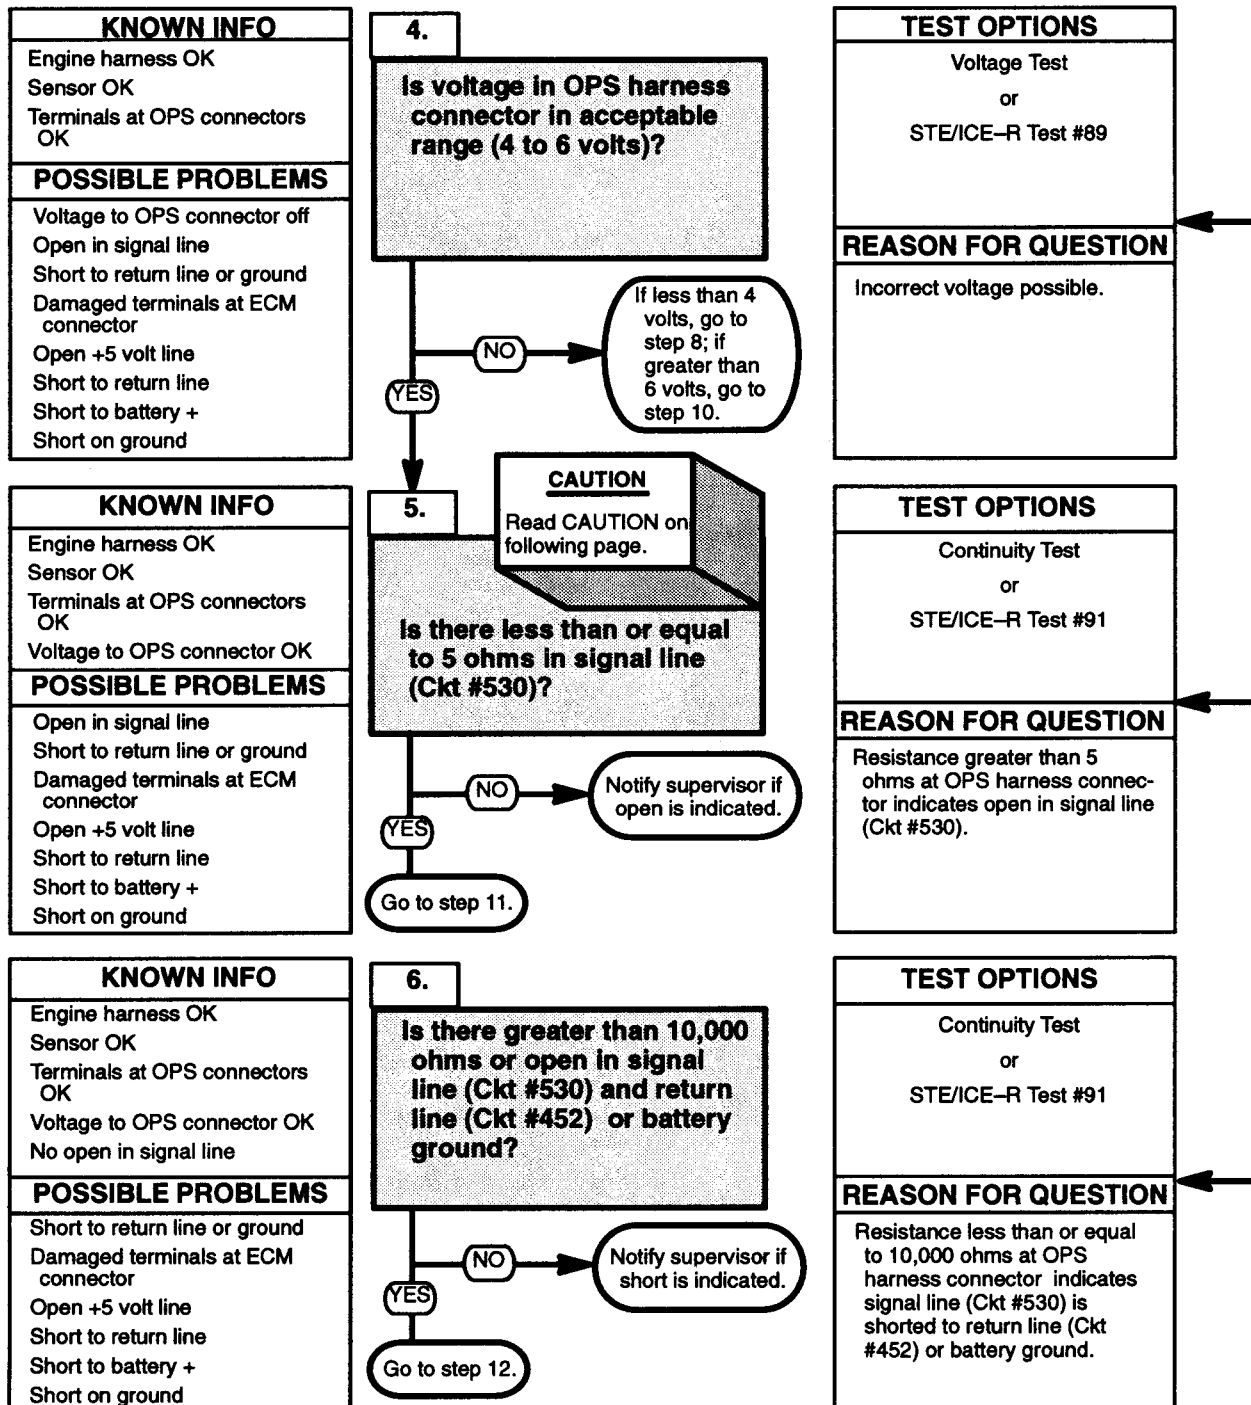 KNOWN INFO
Engine harness OK
Sensor OK
Terminals at OPS connectors
OK
POSSIBLE PROBLEMS
Voltage to OPS connector off
Open in signal line
Short to return line or ground
Damaged terminals at ECM
connector
Open +5 volt line
Short to return line
Short to battery +
Short on ground
4.
Is voltage in OPS harness
connector in acceptable
range (4 to 6 volts)?
NO
If less than 4
volts, go to
step 8; if
greater than
6 volts, go to
step 10.
YES
TEST OPTIONS
Voltage Test
or
STE/ICE–R Test #89
REASON FOR QUESTION
Incorrect voltage possible.
KNOWN INFO
Engine harness OK
Sensor OK
Terminals at OPS connectors
OK
Voltage to OPS connector OK
POSSIBLE PROBLEMS
Open in signal line
Short to return line or ground
Damaged terminals at ECM
connector
Open +5 volt line
Short to return line
Short to battery +
Short on ground
5.
CAUTION
Read CAUTION on
following page.
Is there less than or equal
to 5 ohms in signal line
(Ckt #530)?
NO
Notify supervisor if
open is indicated.
YES
Go to step 11.
TEST OPTIONS
Continuity Test
or
STE/ICE–R Test #91
REASON FOR QUESTION
Resistance greater than 5
ohms at OPS harness connec-
tor indicates open in signal line
(Ckt #530).
KNOWN INFO
Engine harness OK
Sensor OK
Terminals at OPS connectors
OK
Voltage to OPS connector OK
No open in signal line
POSSIBLE PROBLEMS
Short to return line or ground
Damaged terminals at ECM
connector
Open +5 volt line
Short to return line
Short to battery +
Short on ground
6.
Is there greater than 10,000
ohms or open in signal
line (Ckt #530) and return
line (Ckt #452) or battery
ground?
NO
Notify supervisor if
short is indicated.
YES
Go to step 12.
TEST OPTIONS
Continuity Test
or
STE/ICE–R Test #91
REASON FOR QUESTION
Resistance less than or equal
to 10,000 ohms at OPS
harness connector indicates
signal line (Ckt #530) is
shorted to return line (Ckt
#452) or battery ground.